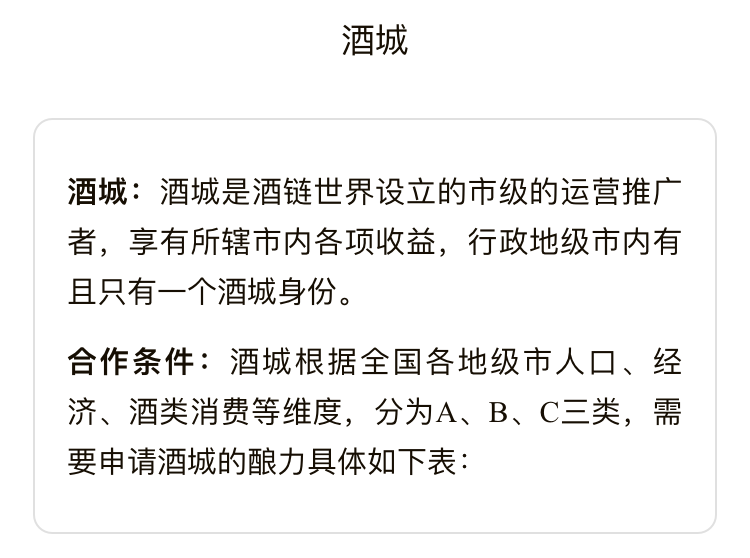 酒城
酒城：酒城是酒链世界设立的市级的运营推广
者，享有所辖市内各项收益，行政地级市内有
且只有一个酒城身份。
合作条件：酒城根据全国各地级市人口、经
济、酒类消费等维度，分为A、B、C三类，需
要申请酒城的酿力具体如下表：